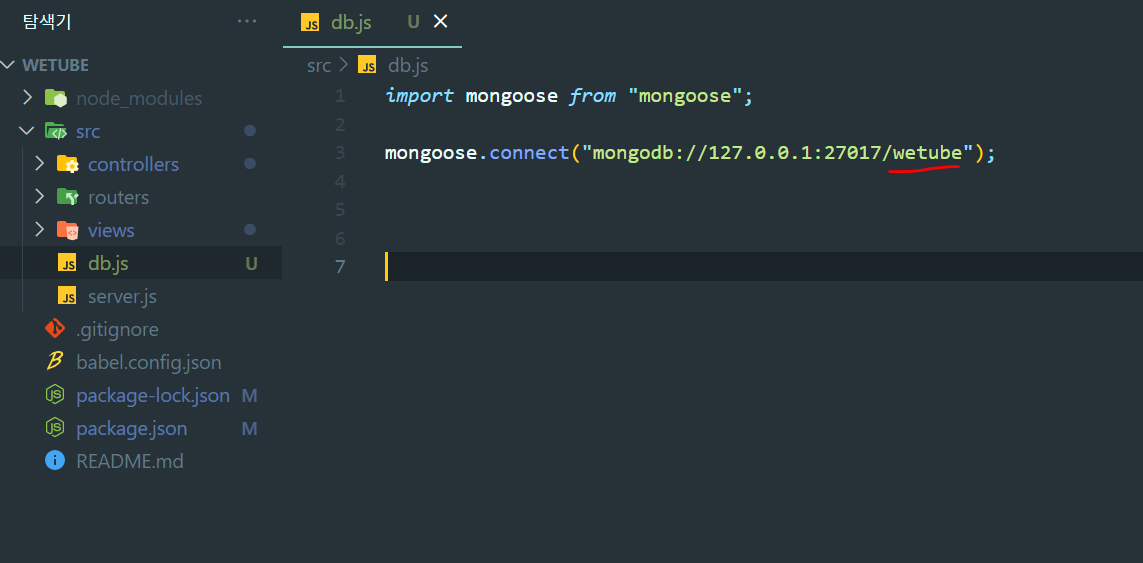 탐색기 ···
WETUBE
node_modules
src
controllers
routers
views
db.js U
server.js
.gitignore
babel.config.json
package-lock.json M
package.json M
README.md
JS db.js U
src > JS db.js
1 import mongoose from "mongoose";
2
3 mongoose.connect("mongodb://127.0.0.1:27017/wetube");
4
5
6
7